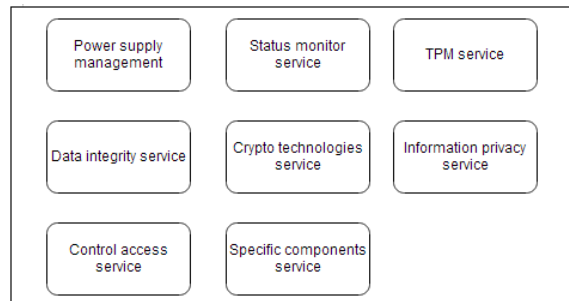 Power supply
management
Status monitor
service
TPM service
Data integrity service
Crypto technologies
service
Information privacy
service
Control access
service
Specific components
service